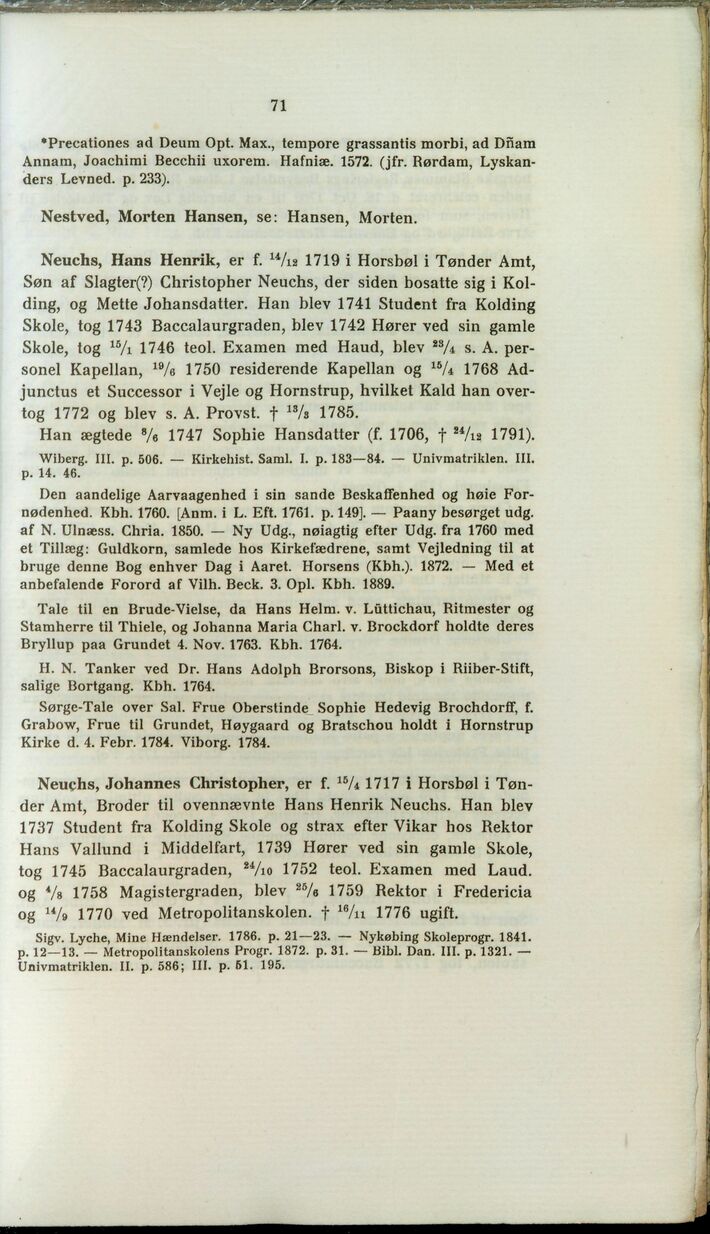 71
*Precationes ad Deum Opt. Max., tempore grassantis morbi, ad Dñam
Annam, Joachimi Becchii uxorem. Hafniæ. 1572. (jfr. Rørdam, Lyskan-
ders Levned. p. 233).
Nestved, Morten Hansen, se: Hansen, Morten.
Neuchs, Hans Henrik, er f. ¹⁴/₁₂ 1719 i Horsbøl i Tønder Amt,
Søn af Slagter(?) Christopher Neuchs, der siden bosatte sig i Kol-
ding, og Mette Johansdatter. Han blev 1741 Student fra Kolding
Skole, tog 1743 Baccalaurgraden, blev 1742 Hører ved sin gamle
Skole, tog ¹⁵/₁ 1746 teol. Examen med Haud, blev ²³/₄ s. A. per-
sonel Kapellan, ¹⁹/₆ 1750 residerende Kapellan og ¹⁵/₄ 1768 Ad-
junctus et Successor i Vejle og Hornstrup, hvilket Kald han over-
tog 1772 og blev s. A. Provst. † ¹³/₃ 1785.
Han ægtede ⁸/₆ 1747 Sophie Hansdatter (f. 1706, † ²⁴/₁₂ 1791).
Wiberg. III. p. 506. — Kirkehist. Saml. I. p. 183—84. — Univmatriklen. III.
p. 14. 46.
Den aandelige Aarvaagenhed i sin sande Beskaffenhed og høie For-
nødenhed. Kbh. 1760. [Anm. i L. Eft. 1761. p. 149]. — Paany besørget udg.
af N. Ulnæss. Chria. 1850. — Ny Udg., nøiagtig efter Udg. fra 1760 med
et Tillæg: Guldkorn, samlede hos Kirkefædrene, samt Vejledning til at
bruge denne Bog enhver Dag i Aaret. Horsens (Kbh.). 1872. — Med et
anbefalende Forord af Vilh. Beck. 3. Opl. Kbh. 1889.
Tale til en Brude-Vielse, da Hans Helm. v. Lüttichau, Ritmester og
Stamherre til Thiele, og Johanna Maria Charl. v. Brockdorf holdte deres
Bryllup paa Grundet 4. Nov. 1763. Kbh. 1764.
H. N. Tanker ved Dr. Hans Adolph Brorsons, Biskop i Riiber-Stift,
salige Bortgang. Kbh. 1764.
Sørge-Tale over Sal. Frue Oberstinde Sophie Hedevig Brochdorff, f.
Grabow, Frue til Grundet, Høygaard og Bratschou holdt i Hornstrup
Kirke d. 4. Febr. 1784. Viborg. 1784.
Neuchs, Johannes Christopher, er f. ¹⁵/₄ 1717 i Horsbøl i Tøn-
der Amt, Broder til ovennævnte Hans Henrik Neuchs. Han blev
1737 Student fra Kolding Skole og strax efter Vikar hos Rektor
Hans Vallund i Middelfart, 1739 Hører ved sin gamle Skole,
tog 1745 Baccalaurgraden, ²⁴/₁₀ 1752 teol. Examen med Laud.
og ⁴/₈ 1758 Magistergraden, blev ²⁵/₆ 1759 Rektor i Fredericia
og ¹⁴/₉ 1770 ved Metropolitanskolen. † ¹⁶/₁₁ 1776 ugift.
Sigv. Lyche, Mine Hændelser. 1786. p. 21—23. — Nykøbing Skoleprogr. 1841.
p. 12—13. — Metropolitanskolens Progr. 1872. p. 31. — Bibl. Dan. III. p. 1321. —
Univmatriklen. II. p. 586; III. p. 51. 195.